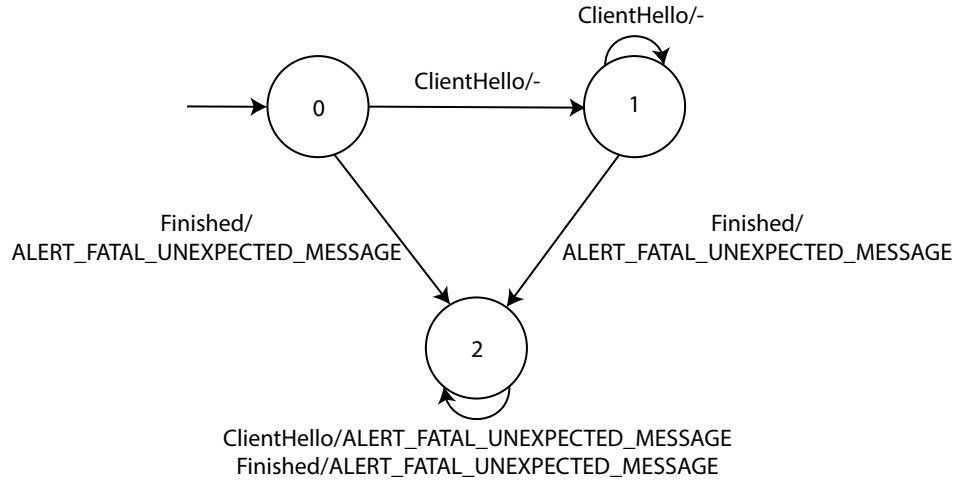 ClientHello/-
ClientHello/-
0
1
Finished/
ALERT_FATAL_UNEXPECTED_MESSAGE
Finished/
ALERT_FATAL_UNEXPECTED_MESSAGE
2
ClientHello/ALERT_FATAL_UNEXPECTED_MESSAGE
Finished/ALERT_FATAL_UNEXPECTED_MESSAGE